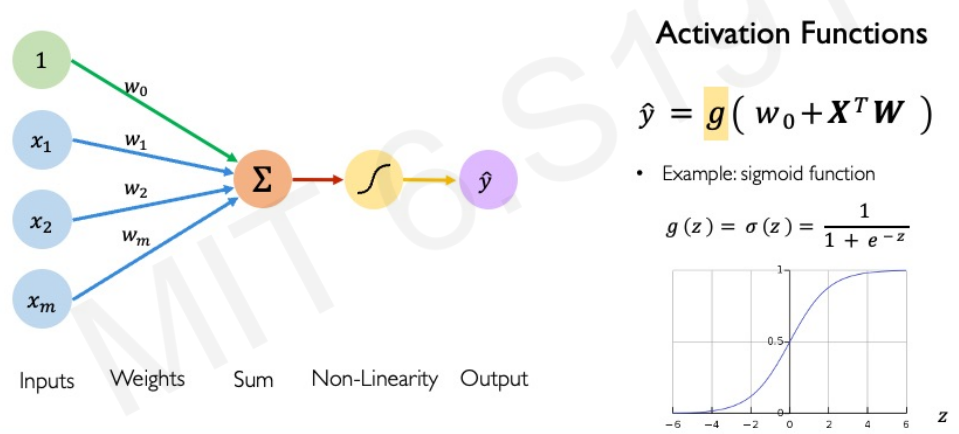 Activation Functions
1
w₀
x₁
w₁
x₂
w₂
wₘ
xₘ
Σ
ŷ
ŷ = g ( w₀ + XᵀW )
• Example: sigmoid function
g (z) = σ (z) = 1 / (1 + e⁻ᶻ)
1
0.5
0
-6 -4 -2 0 2 4 6
z
Inputs Weights Sum Non-Linearity Output
MIT 6.S191